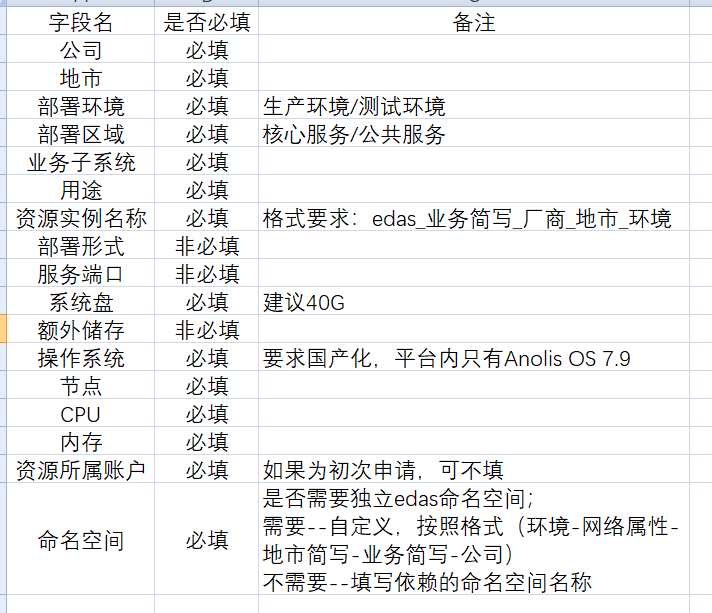 字段名 是否必填 备注
公司 必填
地市 必填
部署环境 必填 生产环境/测试环境
部署区域 必填 核心服务/公共服务
业务子系统 必填
用途 必填
资源实例名称 必填 格式要求：edas_业务简写_厂商_地市_环境
部署形式 非必填
服务端口 非必填
系统盘 必填 建议40G
额外储存 非必填
操作系统 必填 要求国产化，平台内只有Anolis OS 7.9
节点 必填
CPU 必填
内存 必填
资源所属账户 必填 如果为初次申请，可不填
命名空间 必填 是否需要独立edas命名空间；
需要--自定义，按照格式（环境-网络属性-
地市简写-业务简写-公司）
不需要--填写依赖的命名空间名称